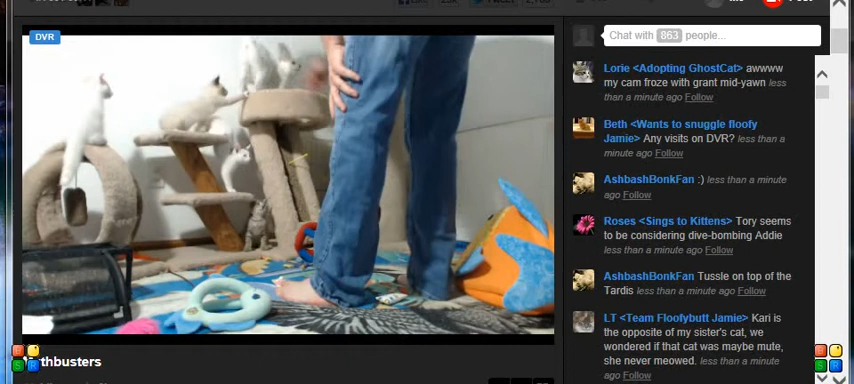 DVR
Chat with 863 people...
Lorie <Adopting GhostCat> awwww
my cam froze with grant mid-yawn less
than a minute ago Follow
Beth <Wants to snuggle floofy
Jamie> Any visits on DVR? less than a
minute ago Follow
AshbashBonkFan :) less than a minute
ago Follow
Roses <Sings to Kittens> Tory seems
to be considering dive-bombing Addie
less than a minute ago Follow
AshbashBonkFan Tussle on top of the
Tardis less than a minute ago Follow
LT <Team Floofybutt Jamie> Kari is
the opposite of my sister's cat, we
wondered if that cat was maybe mute,
she never meowed. less than a minute
ago Follow
thbusters